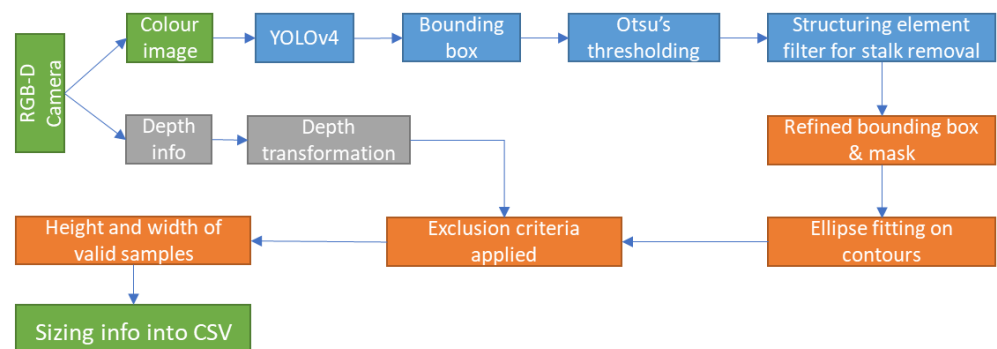 RGB-D
Camera
Colour
image
YOLOv4
Bounding
box
Otsu's
thresholding
Structuring element
filter for stalk removal
Depth
info
Depth
transformation
Refined bounding box
& mask
Height and width of
valid samples
Exclusion criteria
applied
Ellipse fitting on
contours
Sizing info into CSV